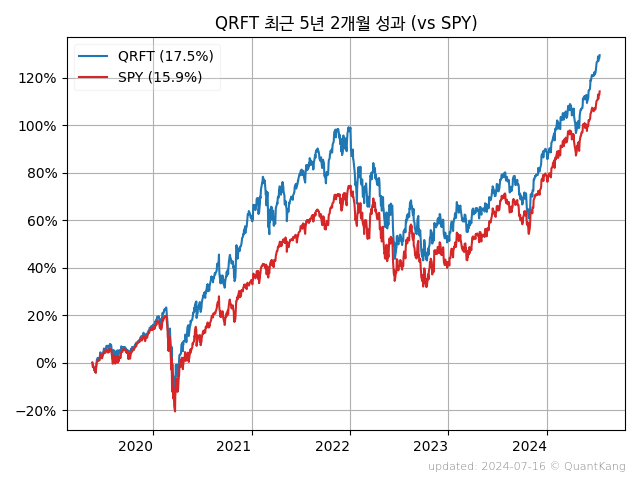 QRFT 최근 5년 2개월 성과 (vs SPY)
QRFT (17.5%)
SPY (15.9%)
120%
100%
80%
60%
40%
20%
0%
−20%
2020 2021 2022 2023 2024
updated: 2024-07-16 © QuantKang